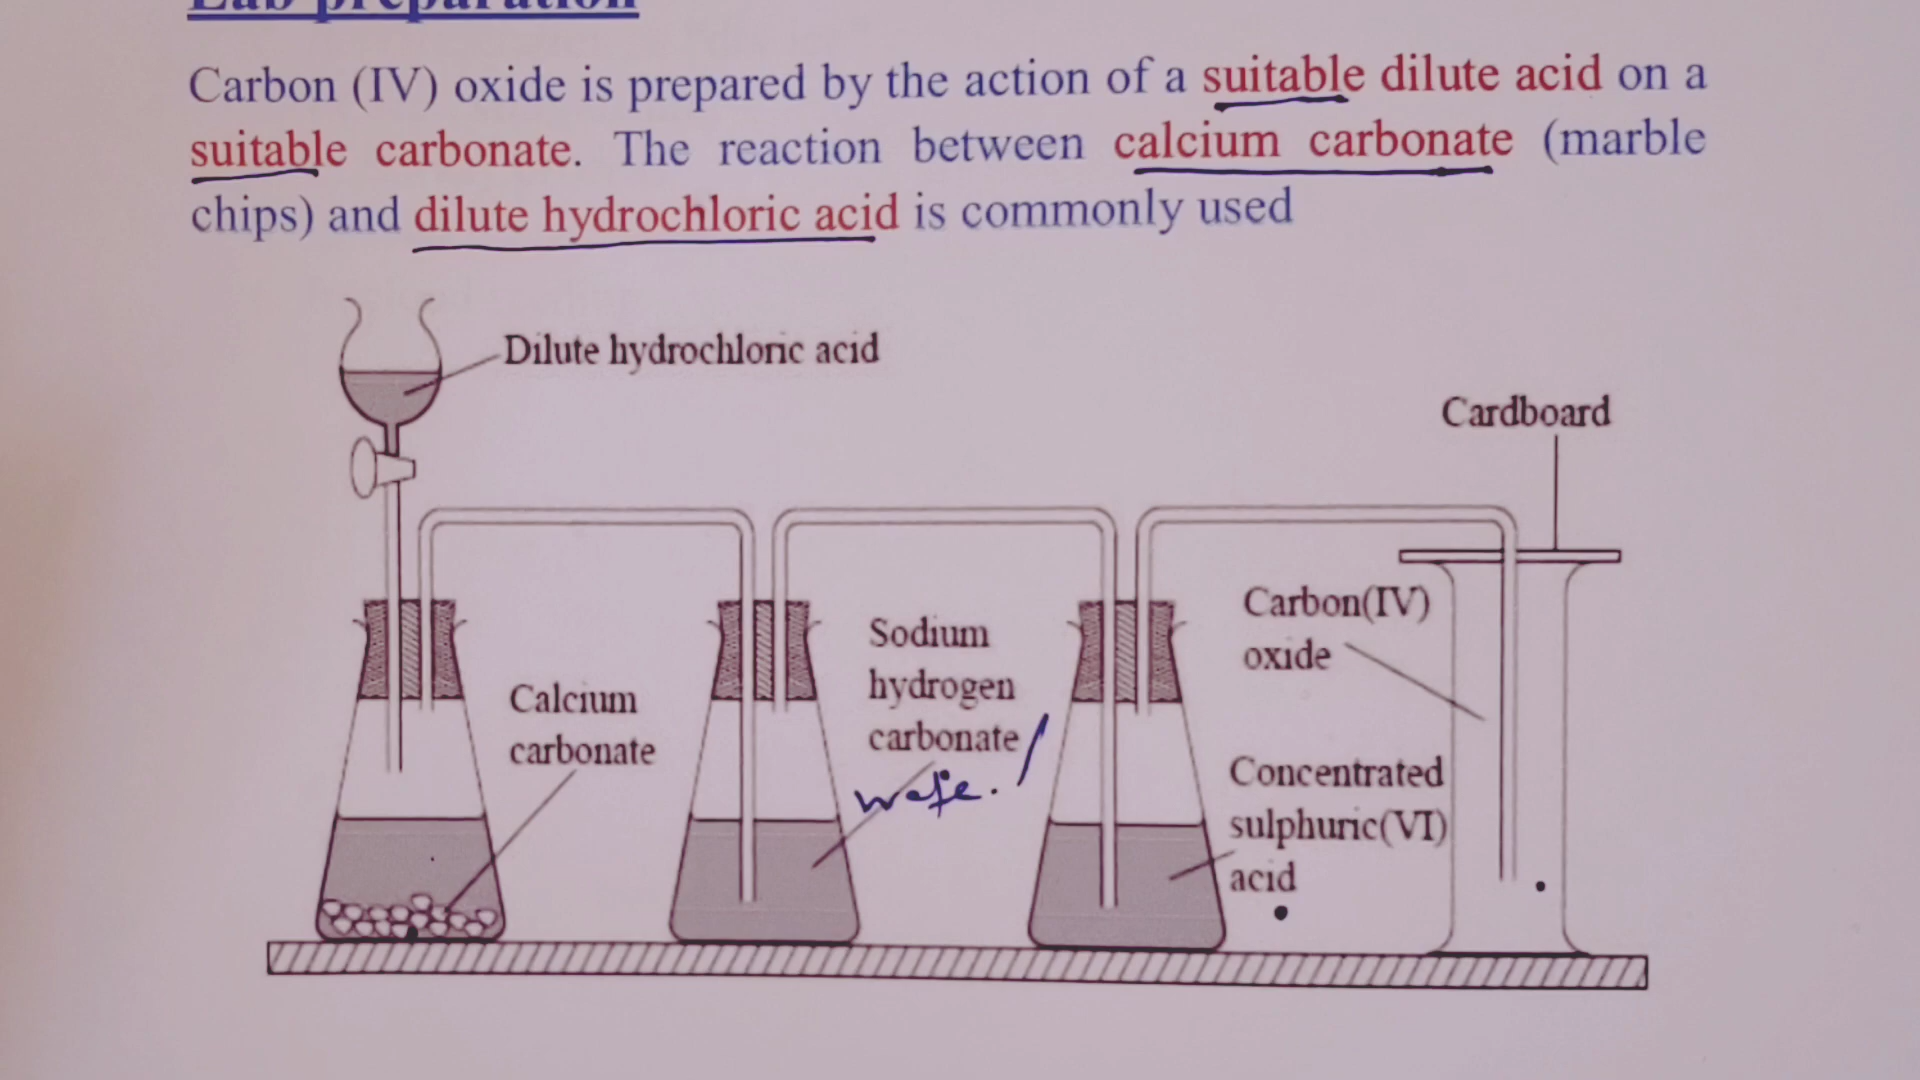 Lab preparation
Carbon (IV) oxide is prepared by the action of a suitable dilute acid on a
suitable carbonate. The reaction between calcium carbonate (marble
chips) and dilute hydrochloric acid is commonly used
Dilute hydrochloric acid
Cardboard
Carbon(IV)
oxide
Sodium
hydrogen
carbonate
Calcium
carbonate
Concentrated
sulphuric(VI)
acid